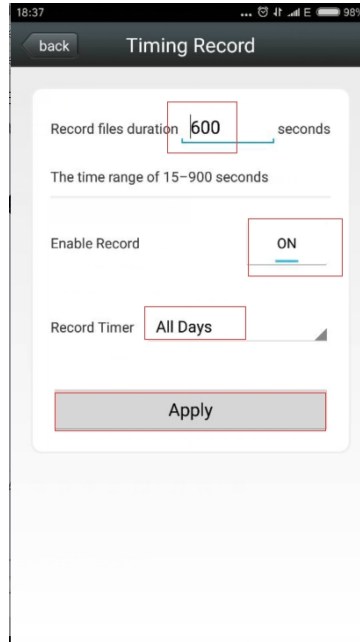 18:37 ... E 98%
back Timing Record
Record files duration 600 seconds
The time range of 15-900 seconds
Enable Record ON
Record Timer All Days
Apply